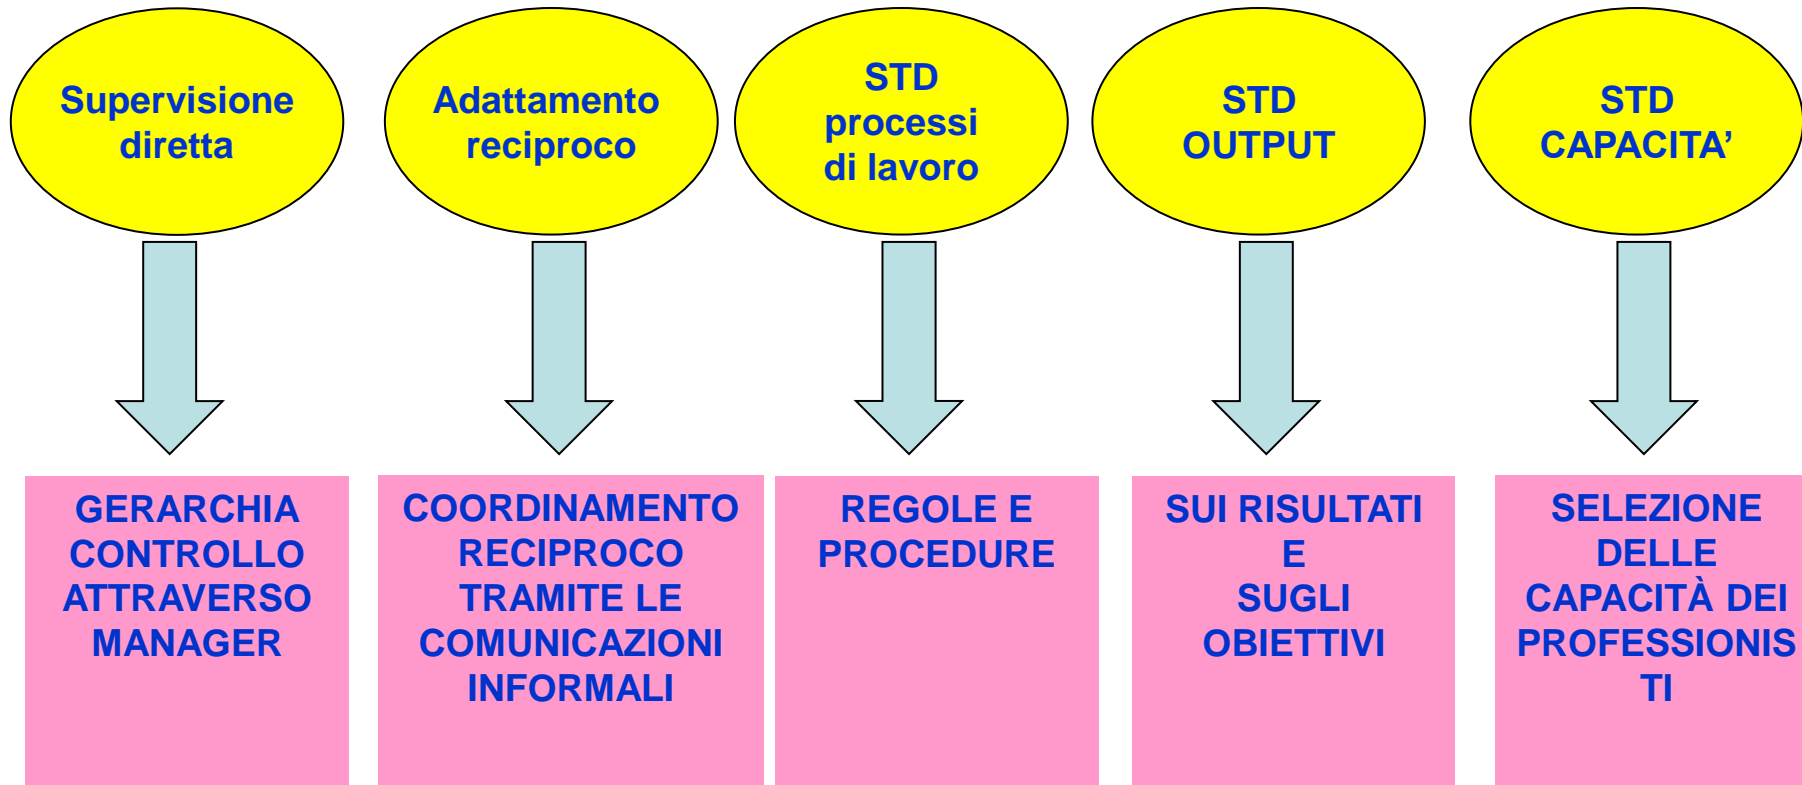 Supervisione
diretta
Adattamento
reciproco
STD
processi
di lavoro
STD
OUTPUT
STD
CAPACITA’
GERARCHIA
CONTROLLO
ATTRAVERSO
MANAGER
COORDINAMENTO
RECIPROCO
TRAMITE LE
COMUNICAZIONI
INFORMALI
REGOLE E
PROCEDURE
SUI RISULTATI
E
SUGLI
OBIETTIVI
SELEZIONE
DELLE
CAPACITÀ DEI
PROFESSIONIS
TI